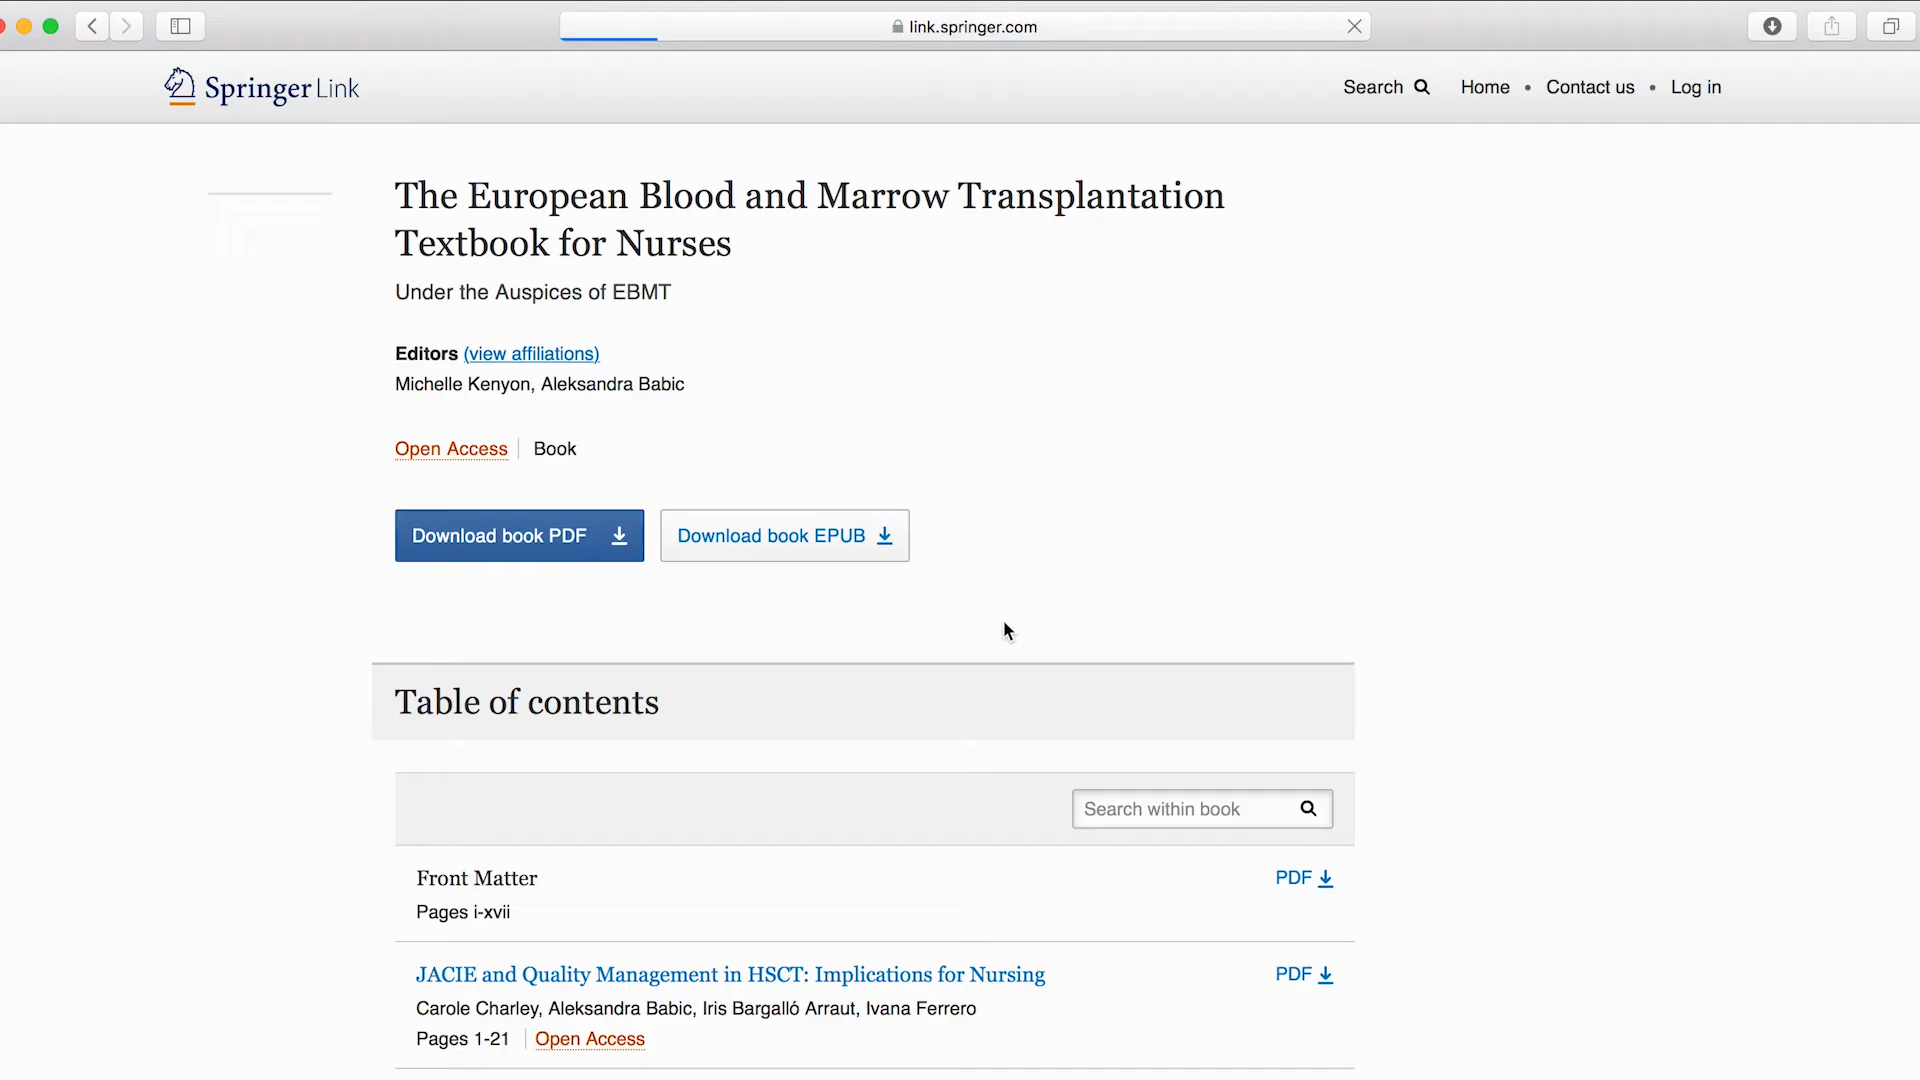 link.springer.com
Springer Link
Search
Home • Contact us • Log in
The European Blood and Marrow Transplantation
Textbook for Nurses
Under the Auspices of EBMT
Editors (view affiliations)
Michelle Kenyon, Aleksandra Babic
Open Access
Book
Download book PDF
Download book EPUB
Table of contents
Search within book
Front Matter
PDF
Pages i-xvii
JACIE and Quality Management in HSCT: Implications for Nursing
PDF
Carole Charley, Aleksandra Babic, Iris Bargalló Arraut, Ivana Ferrero
Pages 1-21
Open Access